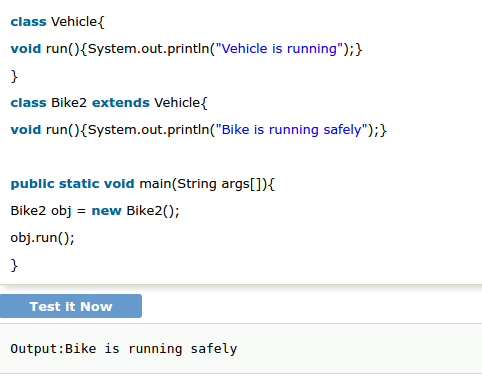 class Vehicle{
void run(){System.out.println("Vehicle is running");}
}
class Bike2 extends Vehicle{
void run(){System.out.println("Bike is running safely");}
public static void main(String args[]){
Bike2 obj = new Bike2();
obj.run();
}
Test it Now
Output:Bike is running safely